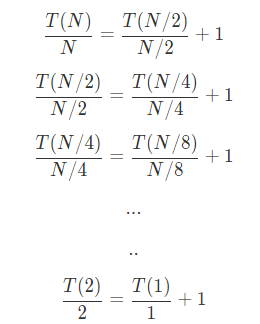 T(N)/N = T(N/2)/(N/2) + 1
T(N/2)/(N/2) = T(N/4)/(N/4) + 1
T(N/4)/(N/4) = T(N/8)/(N/8) + 1
...
..
T(2)/2 = T(1)/1 + 1